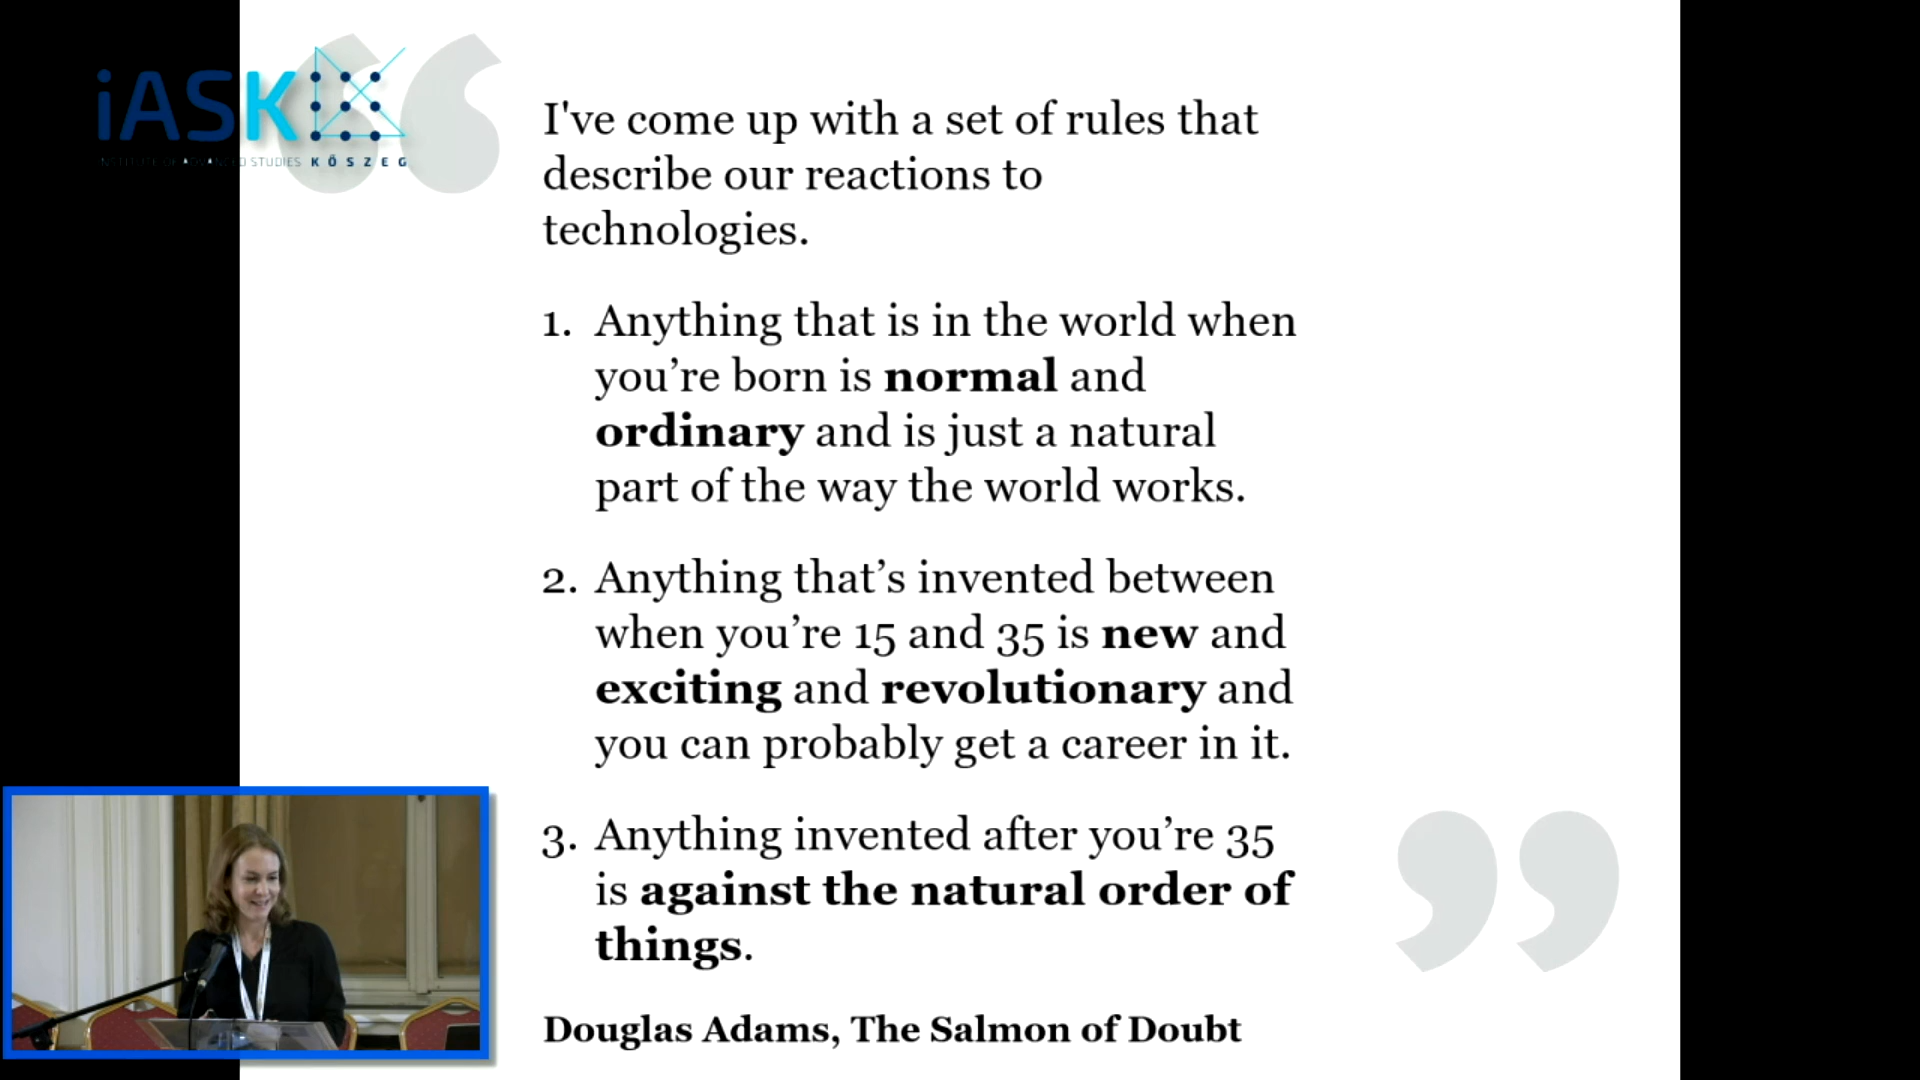 iASK
INSTITUTE OF ADVANCED STUDIES KŐSZEG
I've come up with a set of rules that
describe our reactions to
technologies.
1. Anything that is in the world when
you’re born is normal and
ordinary and is just a natural
part of the way the world works.
2. Anything that’s invented between
when you’re 15 and 35 is new and
exciting and revolutionary and
you can probably get a career in it.
3. Anything invented after you’re 35
is against the natural order of
things.
Douglas Adams, The Salmon of Doubt